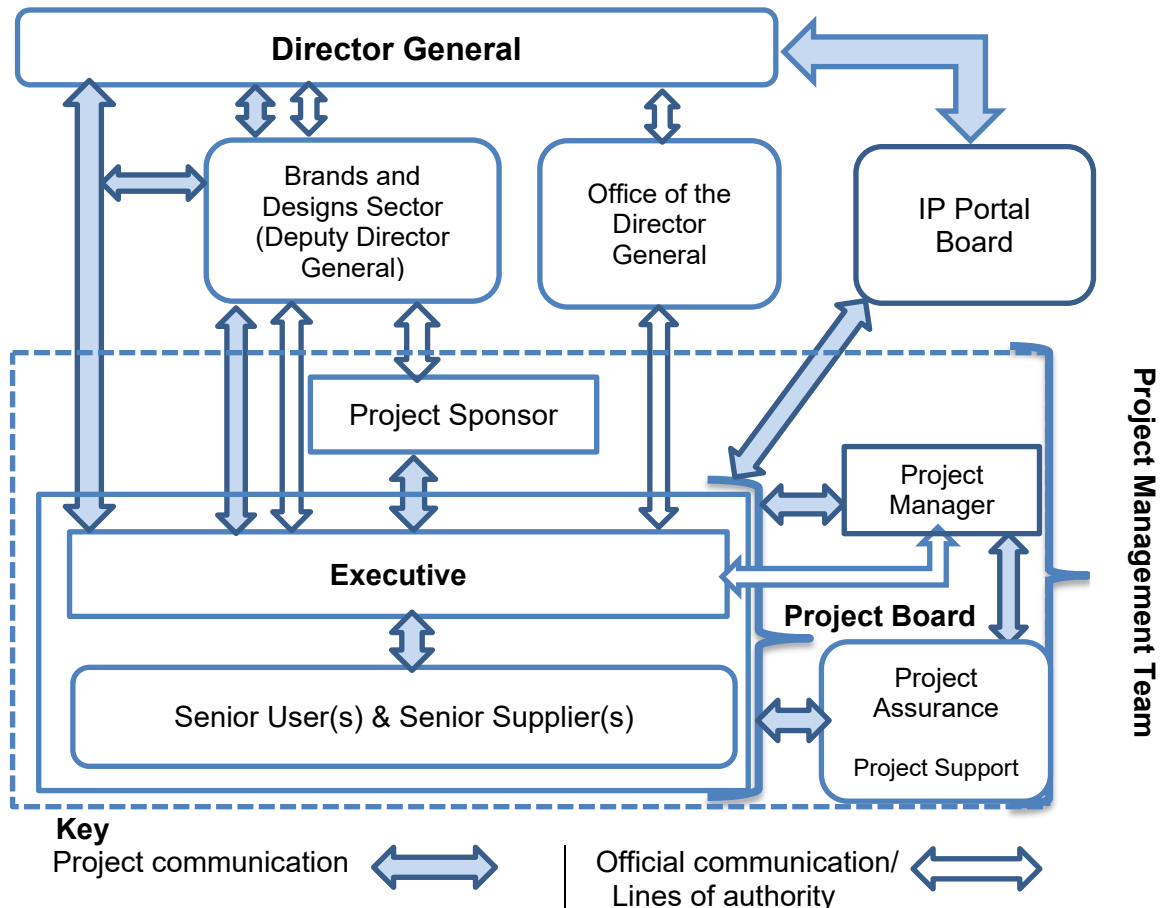 Director General
Brands and
Designs Sector
(Deputy Director
General)
Office of the
Director
General
IP Portal
Board
Project Sponsor
Project
Manager
Executive
Project Board
Senior User(s) & Senior Supplier(s)
Project
Assurance
Project Support
Project Management Team
Key
Project communication
Official communication/
Lines of authority